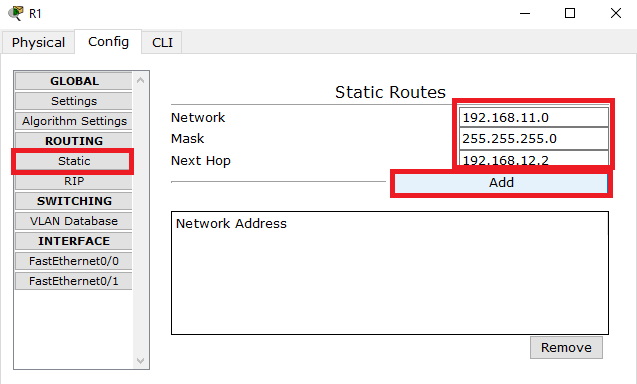 R1
Physical Config CLI
GLOBAL
Settings
Algorithm Settings
ROUTING
Static
RIP
SWITCHING
VLAN Database
INTERFACE
FastEthernet0/0
FastEthernet0/1
Static Routes
Network 192.168.11.0
Mask 255.255.255.0
Next Hop 192.168.12.2
Add
Network Address
Remove